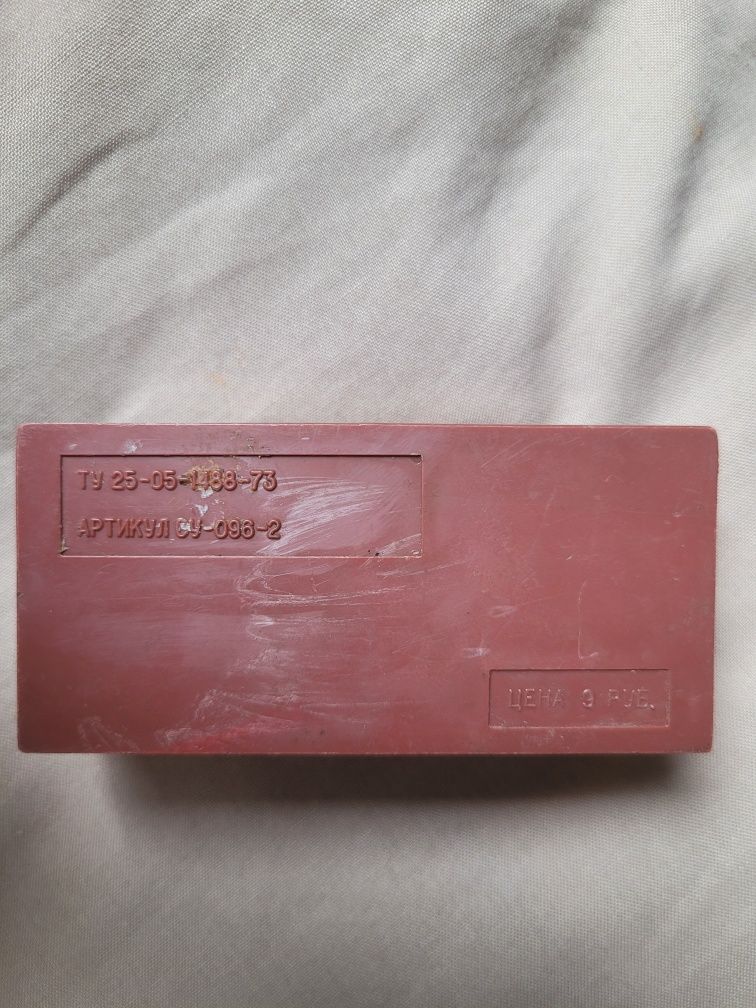 ТУ 25-05-1488-73
АРТИКУЛ СУ-096-2
ЦЕНА 9 РУБ.